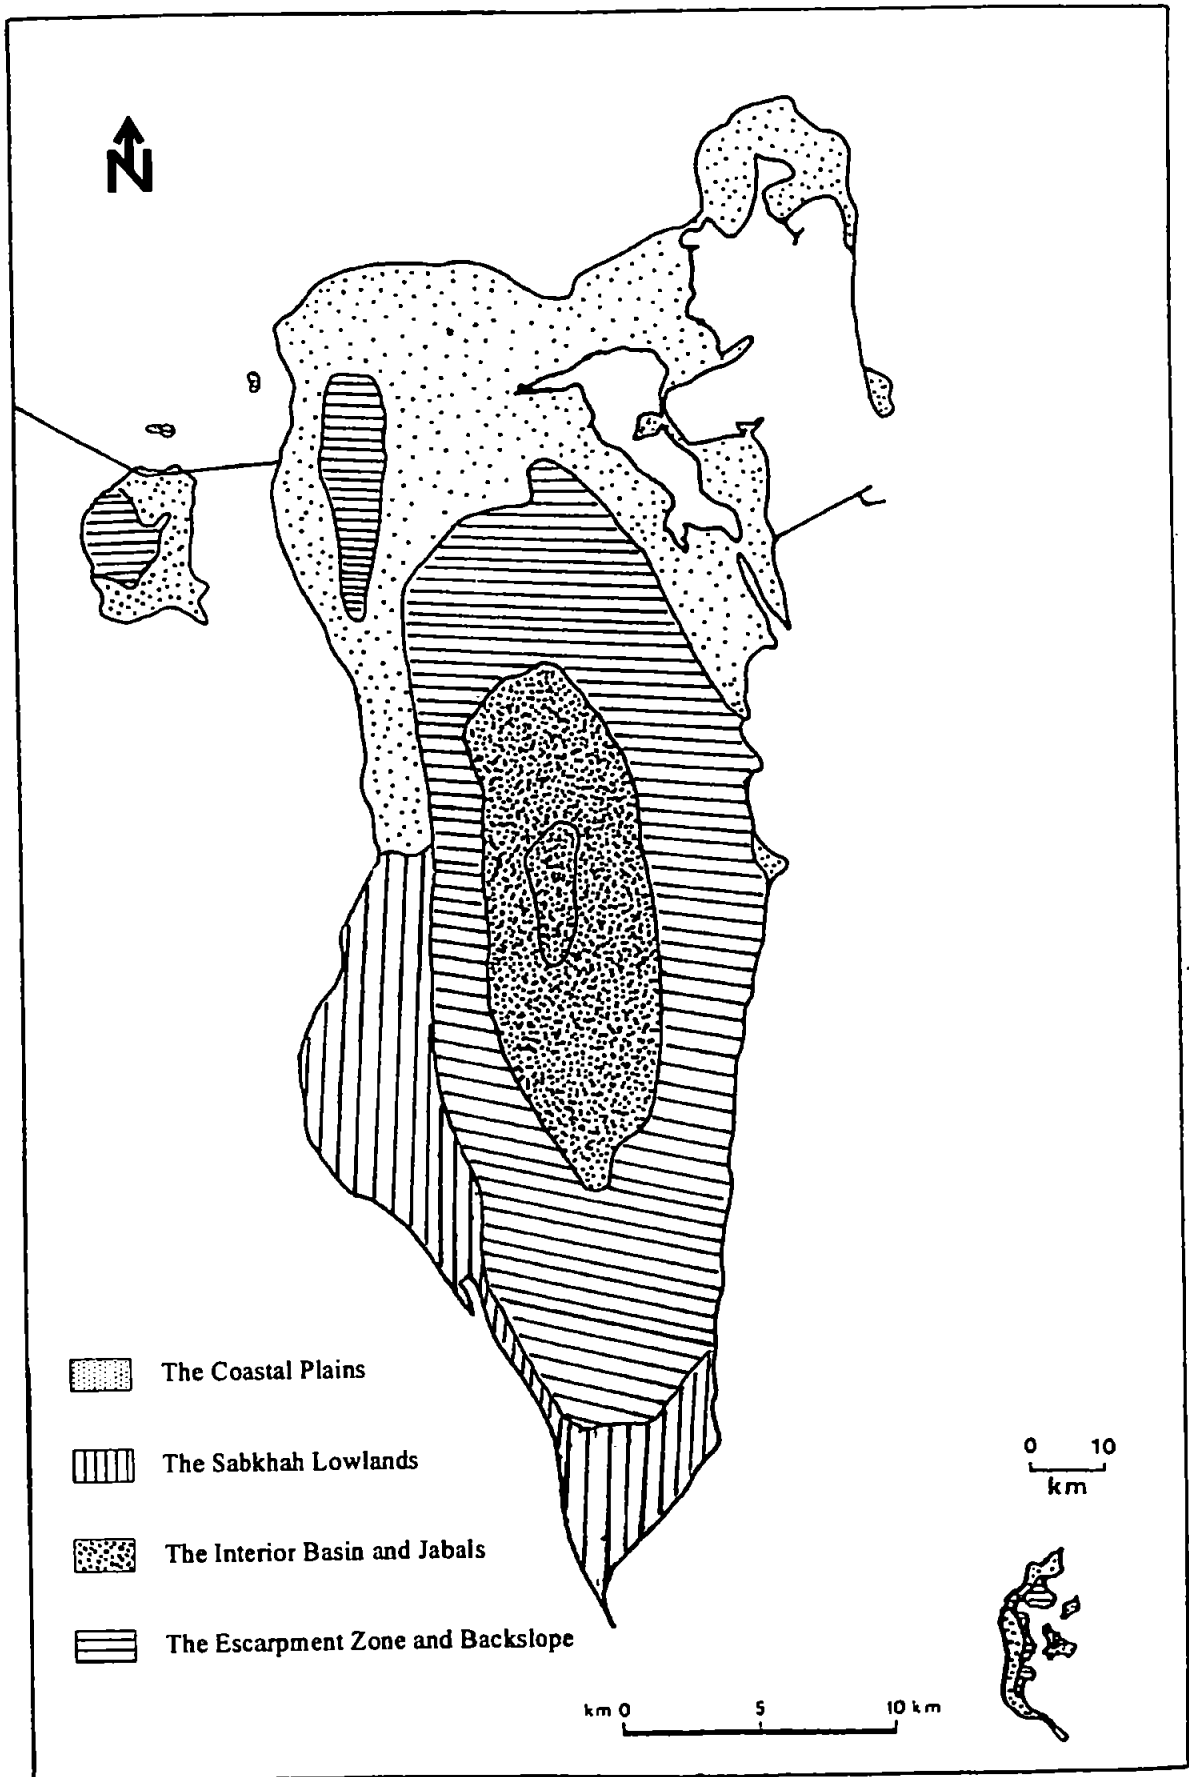 N
The Coastal Plains
The Sabkhah Lowlands
The Interior Basin and Jabals
The Escarpment Zone and Backslope
0 10
km
km 0 5 10 km